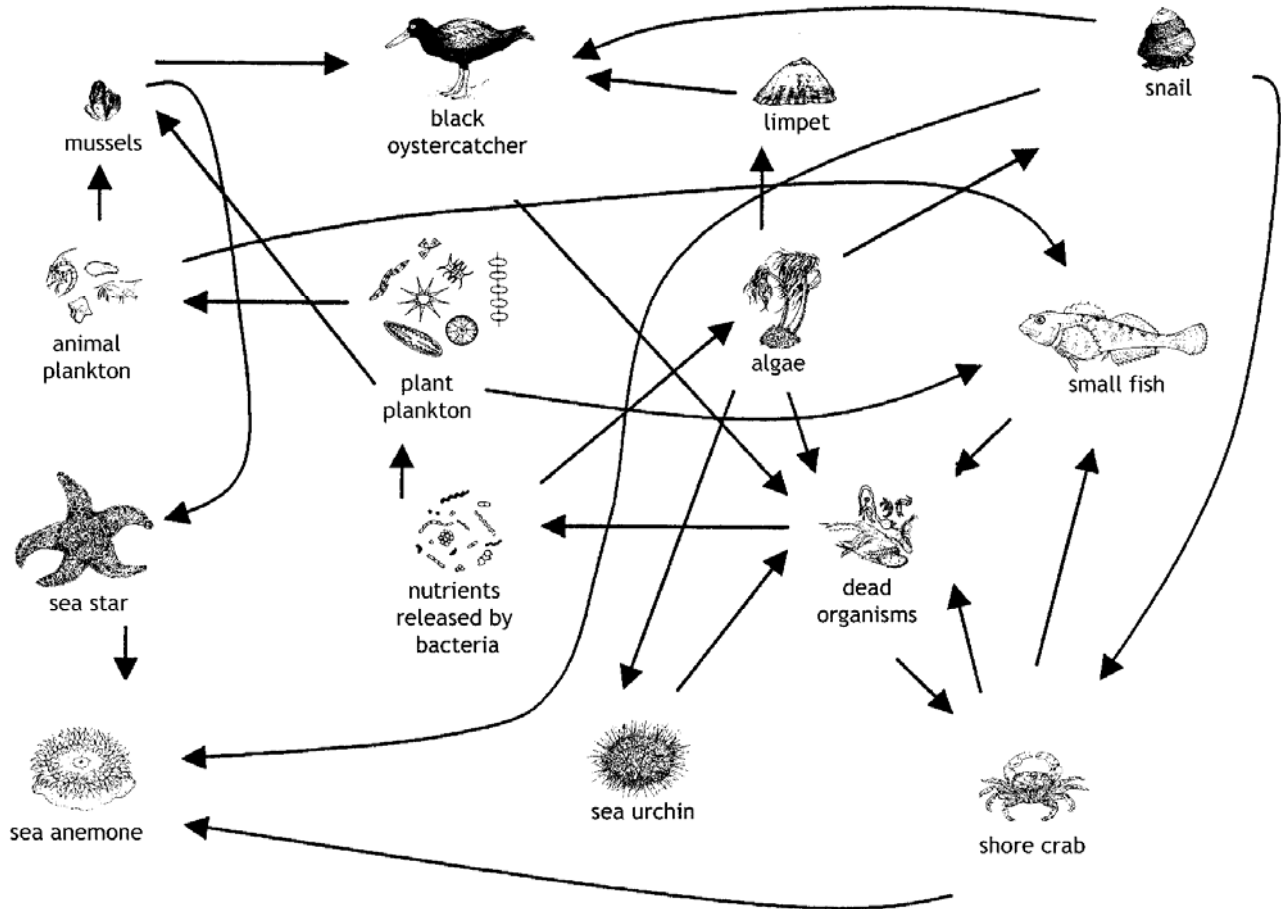 mussels
black
oystercatcher
limpet
snail
animal
plankton
plant
plankton
algae
small fish
sea star
nutrients
released by
bacteria
dead
organisms
sea anemone
sea urchin
shore crab